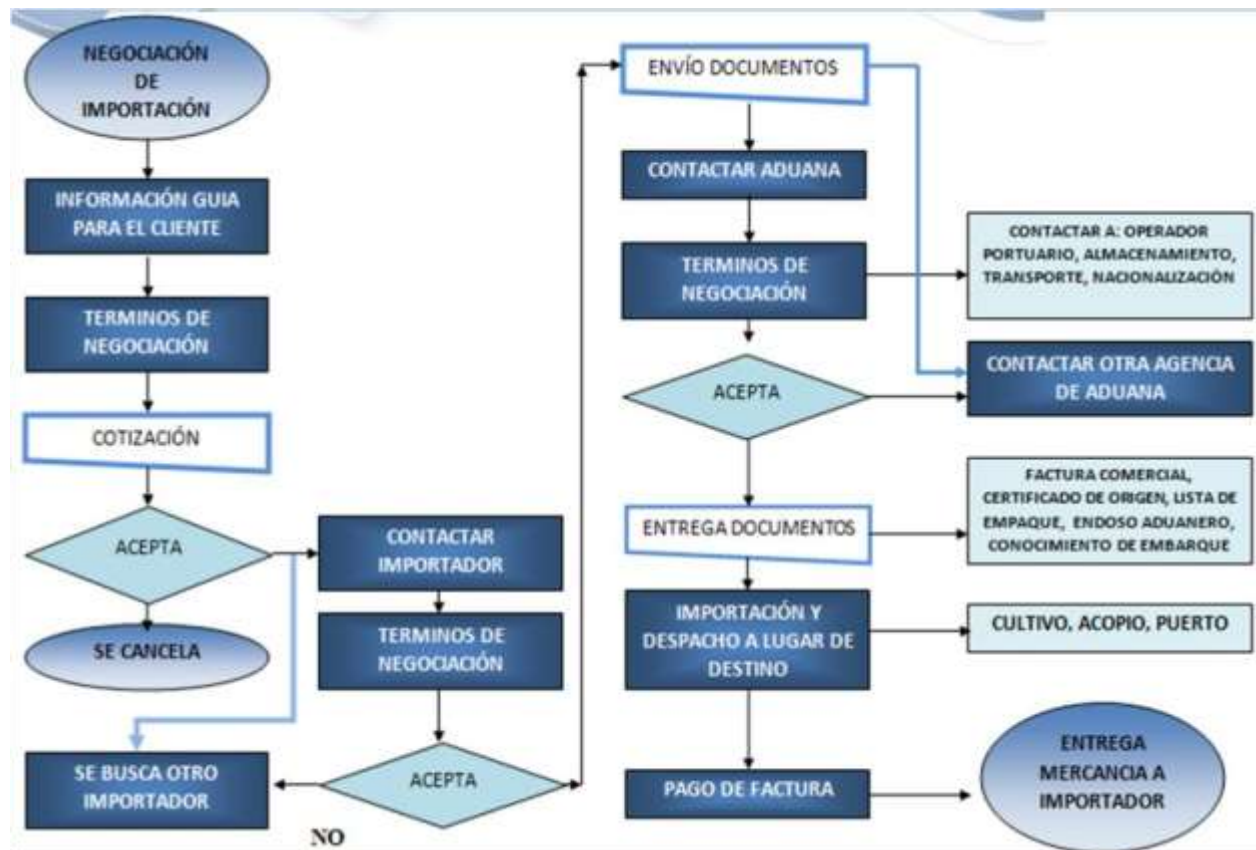 NEGOCIACIÓN
DE
IMPORTACIÓN
INFORMACIÓN GUIA
PARA EL CLIENTE
TERMINOS DE
NEGOCIACIÓN
COTIZACIÓN
ACEPTA
SE CANCELA
SE BUSCA OTRO
IMPORTADOR
CONTACTAR
IMPORTADOR
TERMINOS DE
NEGOCIACIÓN
ACEPTA
NO
ENVÍO DOCUMENTOS
CONTACTAR ADUANA
TERMINOS DE
NEGOCIACIÓN
CONTACTAR A: OPERADOR
PORTUARIO, ALMACENAMIENTO,
TRANSPORTE, NACIONALIZACIÓN
ACEPTA
CONTACTAR OTRA AGENCIA
DE ADUANA
ENTREGA DOCUMENTOS
FACTURA COMERCIAL,
CERTIFICADO DE ORIGEN, LISTA DE
EMPAQUE, ENDOSO ADUANERO,
CONOCIMIENTO DE EMBARQUE
IMPORTACIÓN Y
DESPACHO A LUGAR DE
DESTINO
CULTIVO, ACOPIO, PUERTO
PAGO DE FACTURA
ENTREGA
MERCANCIA A
IMPORTADOR